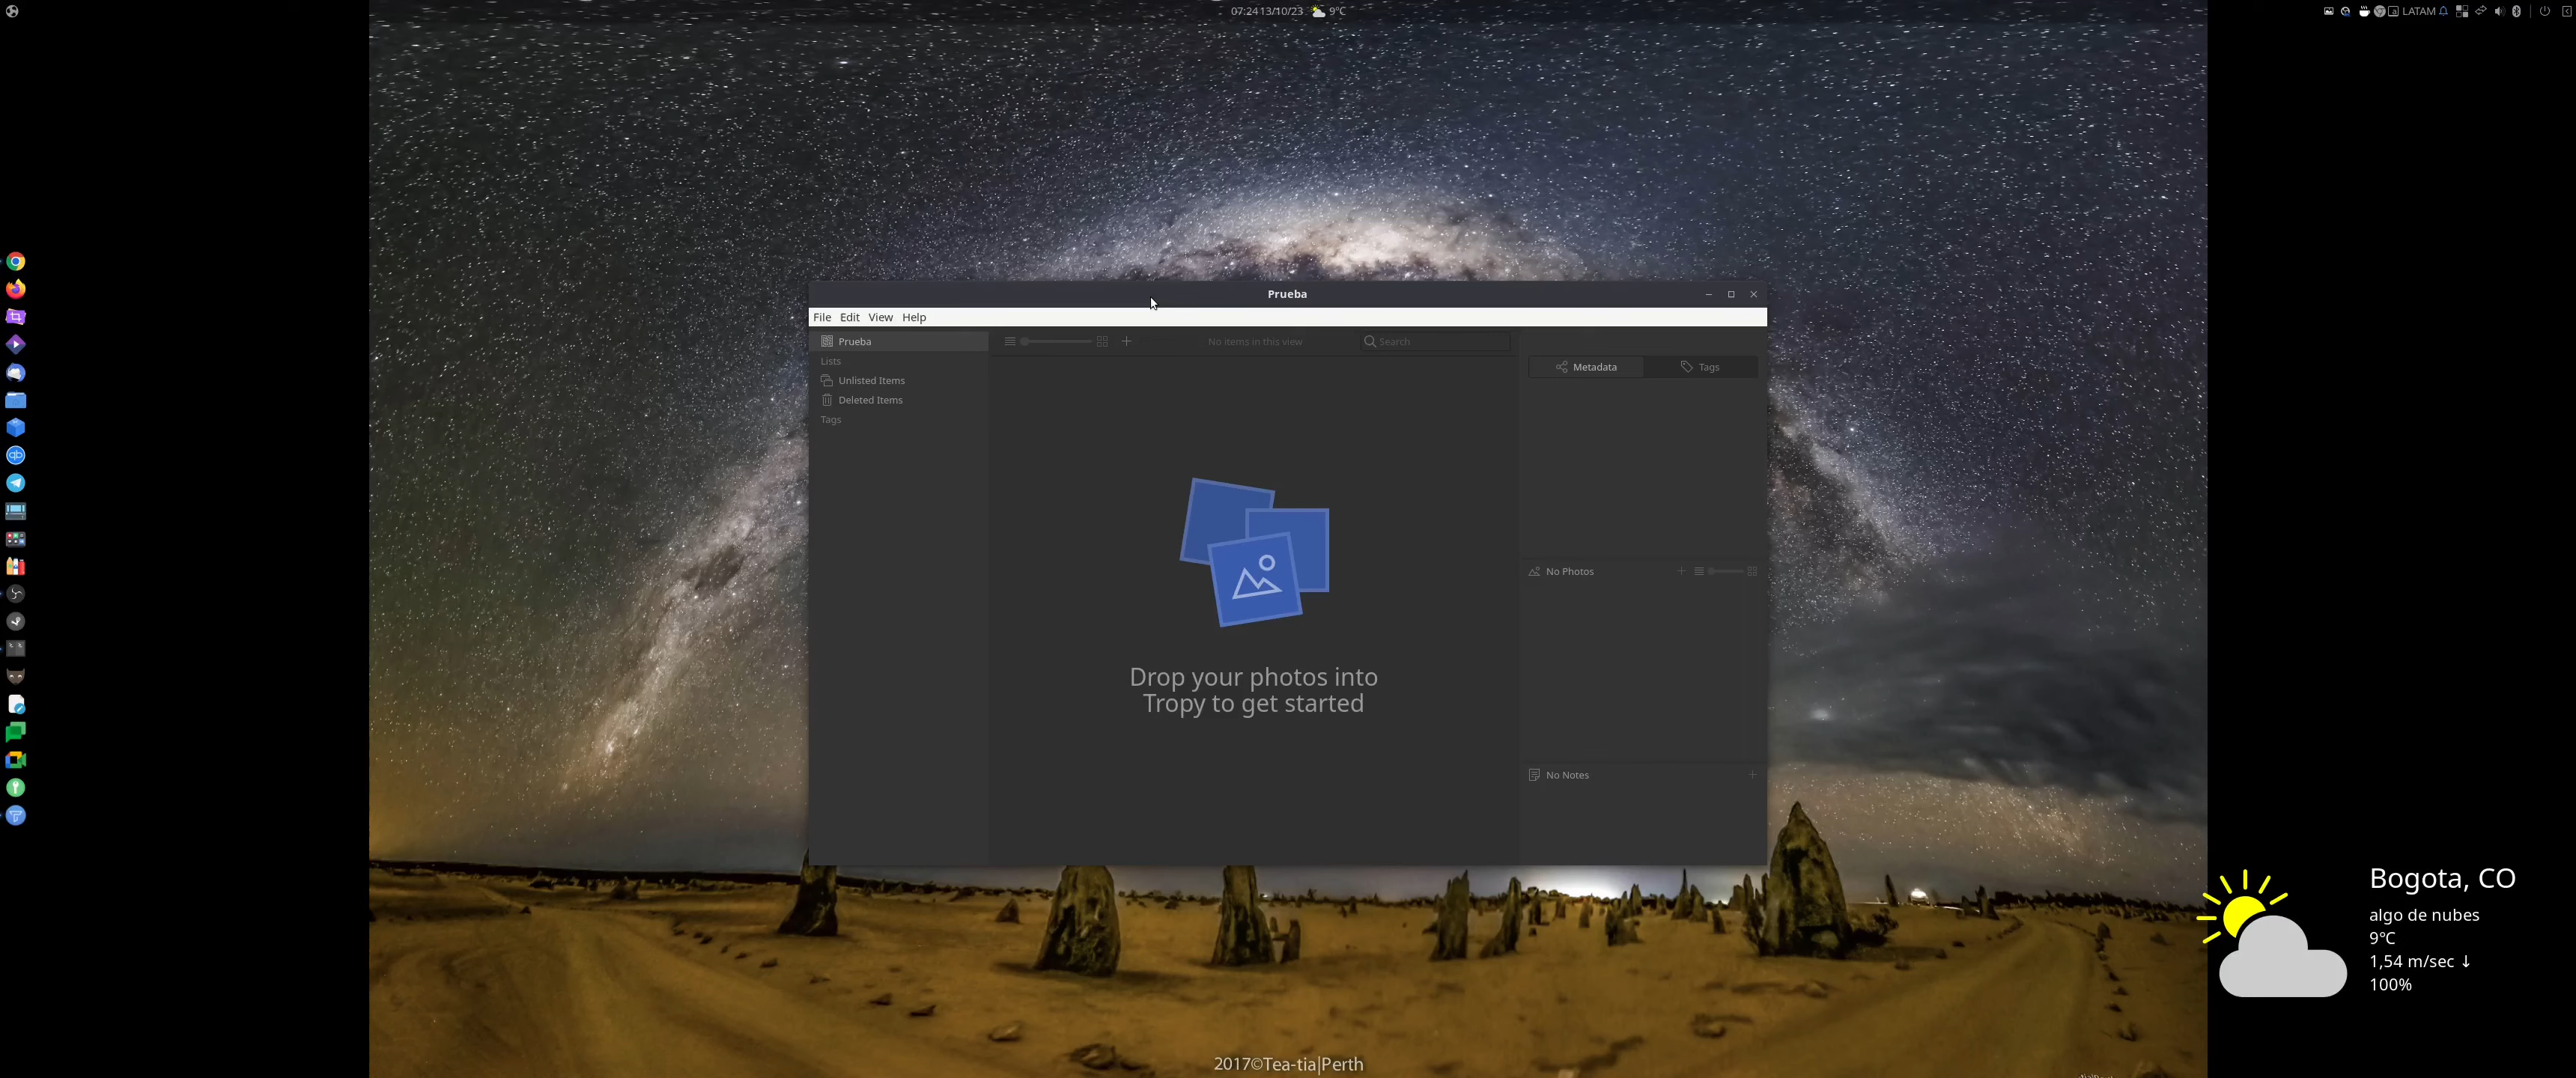 07:24 13/10/23 9°C
LATAM
Prueba
File Edit View Help
Prueba
No items in this view
Search
Lists
Unlisted Items
Deleted Items
Tags
Metadata
Tags
Drop your photos into
Tropy to get started
No Photos
No Notes
Bogota, CO
algo de nubes
9°C
1,54 m/sec ↓
100%
2017©Tea-tia|Perth